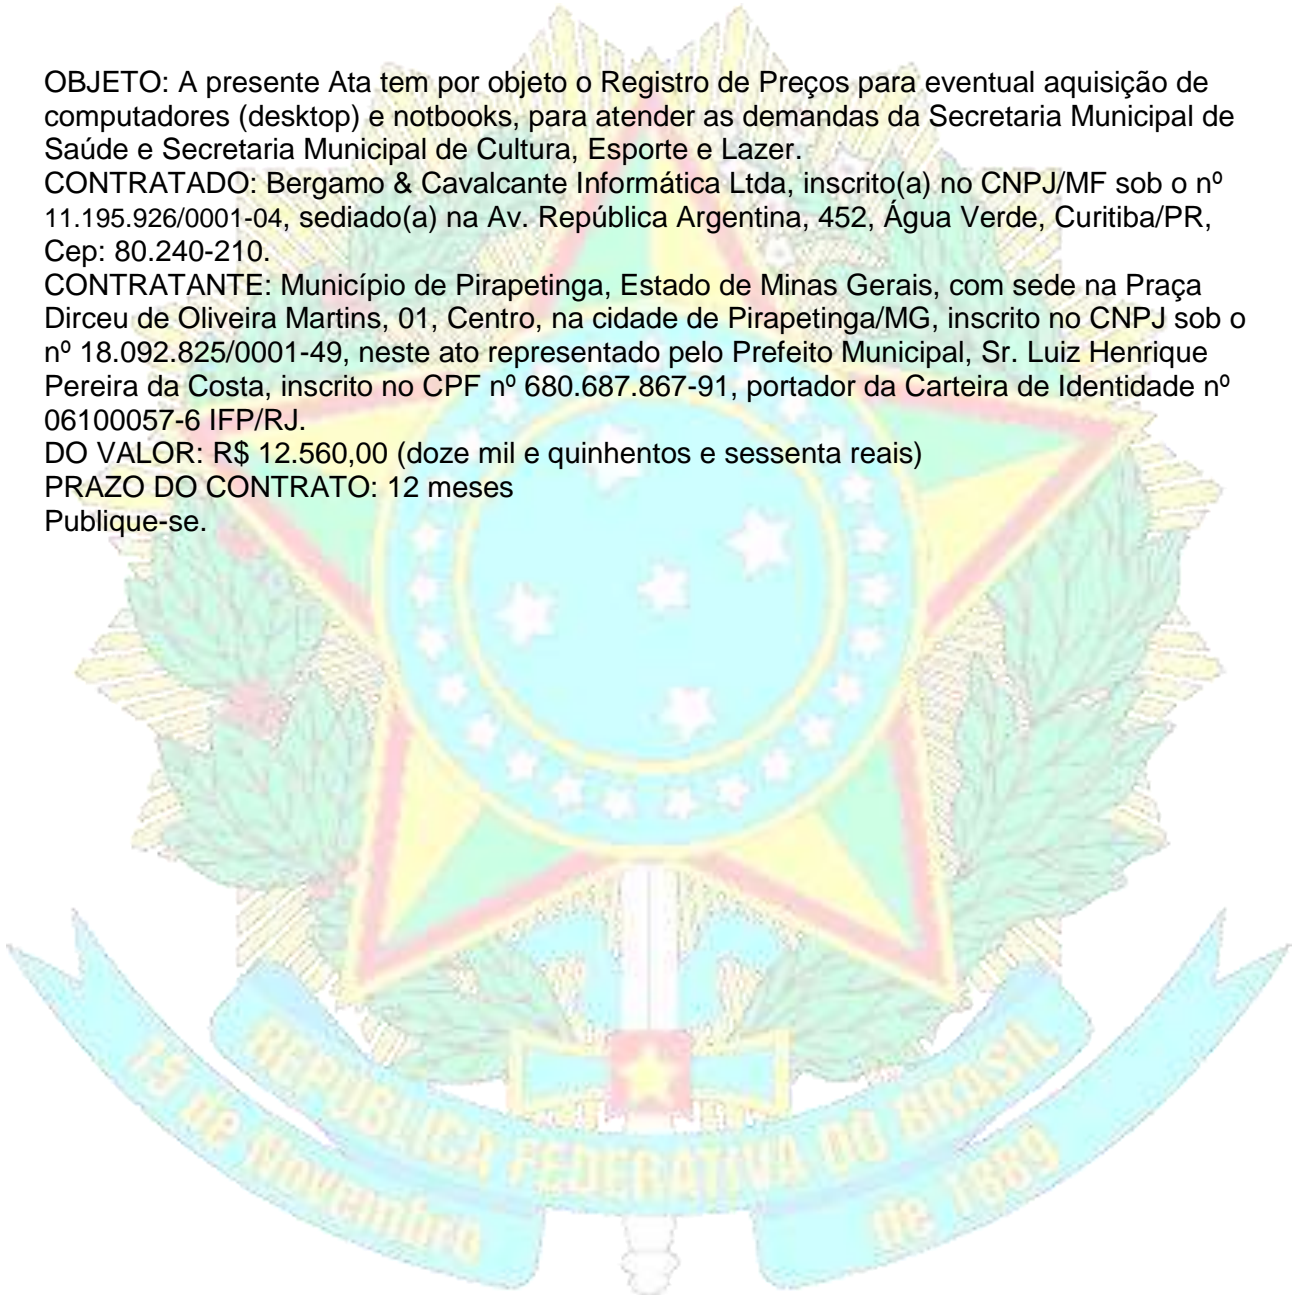 OBJETO: A presente Ata tem por objeto o Registro de Preços para eventual aquisição de
computadores (desktop) e notbooks, para atender as demandas da Secretaria Municipal de
Saúde e Secretaria Municipal de Cultura, Esporte e Lazer.
CONTRATADO: Bergamo & Cavalcante Informática Ltda, inscrito(a) no CNPJ/MF sob o nº
11.195.926/0001-04, sediado(a) na Av. República Argentina, 452, Água Verde, Curitiba/PR,
Cep: 80.240-210.
CONTRATANTE: Município de Pirapetinga, Estado de Minas Gerais, com sede na Praça
Dirceu de Oliveira Martins, 01, Centro, na cidade de Pirapetinga/MG, inscrito no CNPJ sob o
nº 18.092.825/0001-49, neste ato representado pelo Prefeito Municipal, Sr. Luiz Henrique
Pereira da Costa, inscrito no CPF nº 680.687.867-91, portador da Carteira de Identidade nº
06100057-6 IFP/RJ.
DO VALOR: R$ 12.560,00 (doze mil e quinhentos e sessenta reais)
PRAZO DO CONTRATO: 12 meses
Publique-se.
REPÚBLICA FEDERATIVA DO BRASIL
15 de Novembro de 1889